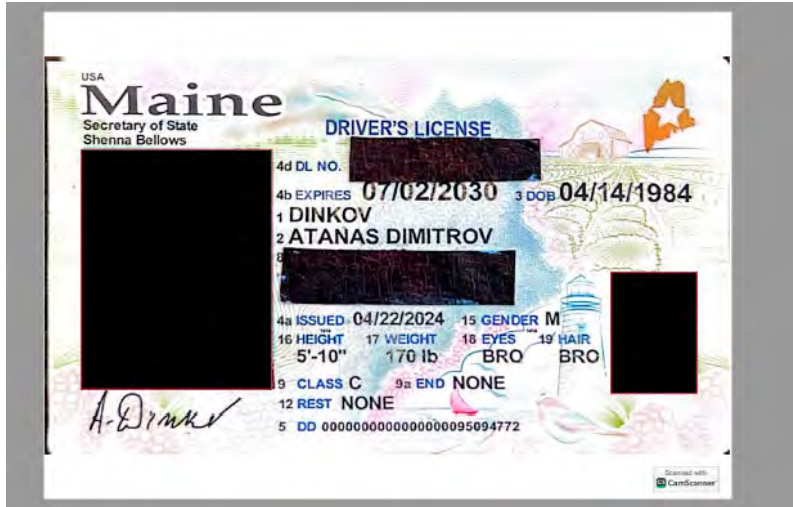 USA
Maine
Secretary of State
Shenna Bellows
DRIVER'S LICENSE
4d DL NO.
4b EXPIRES 07/02/2030 3 DOB 04/14/1984
1 DINKOV
2 ATANAS DIMITROV
8
4a ISSUED 04/22/2024 15 GENDER M
16 HEIGHT 17 WEIGHT 18 EYES 19 HAIR
5'-10" 170 lb BRO BRO
9 CLASS C 9a END NONE
12 REST NONE
5 DD 0000000000000000095094772
A. Dinkov
Scanned with
CS CamScanner